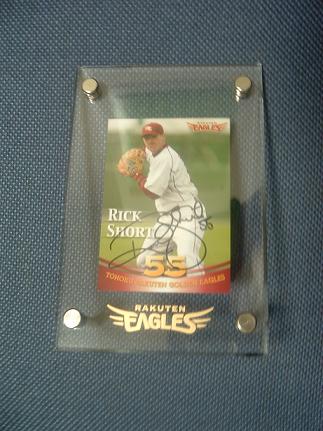 RAKUTEN
EAGLES
RICK
SHORT
55
TOHOKU RAKUTEN GOLDEN EAGLES
RAKUTEN
EAGLES